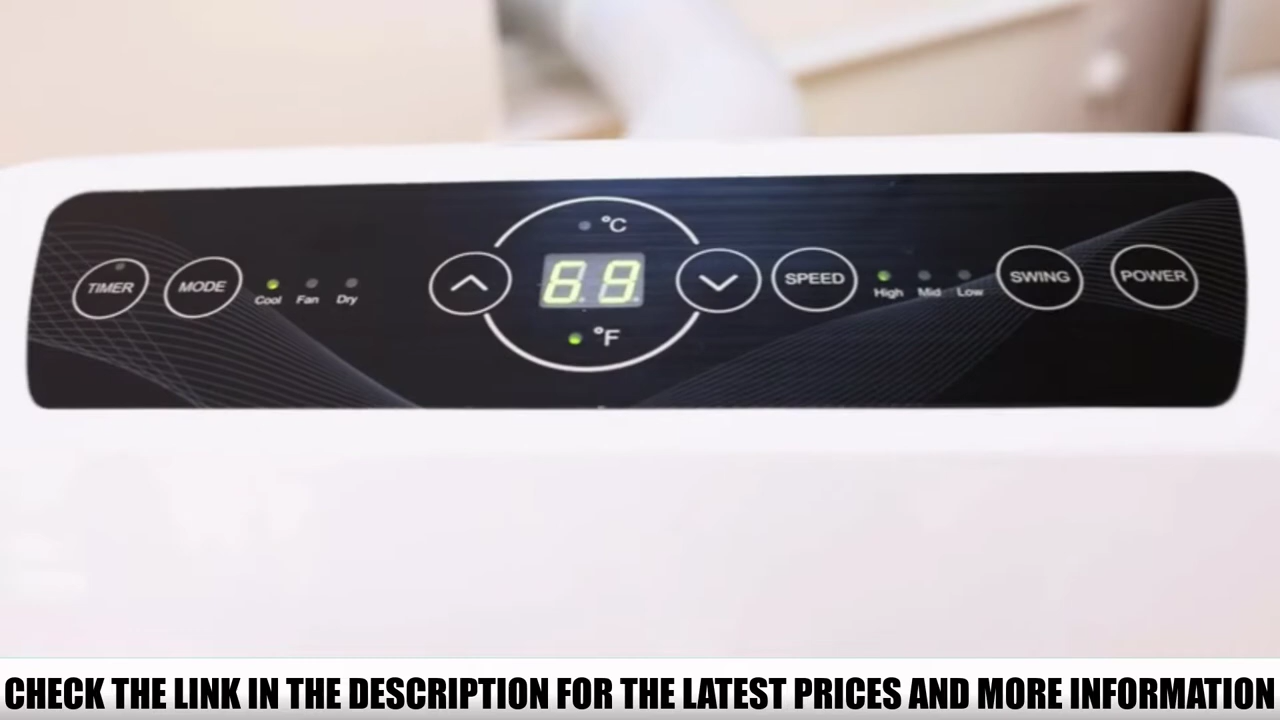 °C
TIMER
MODE
Cool
Fan
Dry
69
SPEED
High
Mid
Low
SWING
POWER
°F
CHECK THE LINK IN THE DESCRIPTION FOR THE LATEST PRICES AND MORE INFORMATION